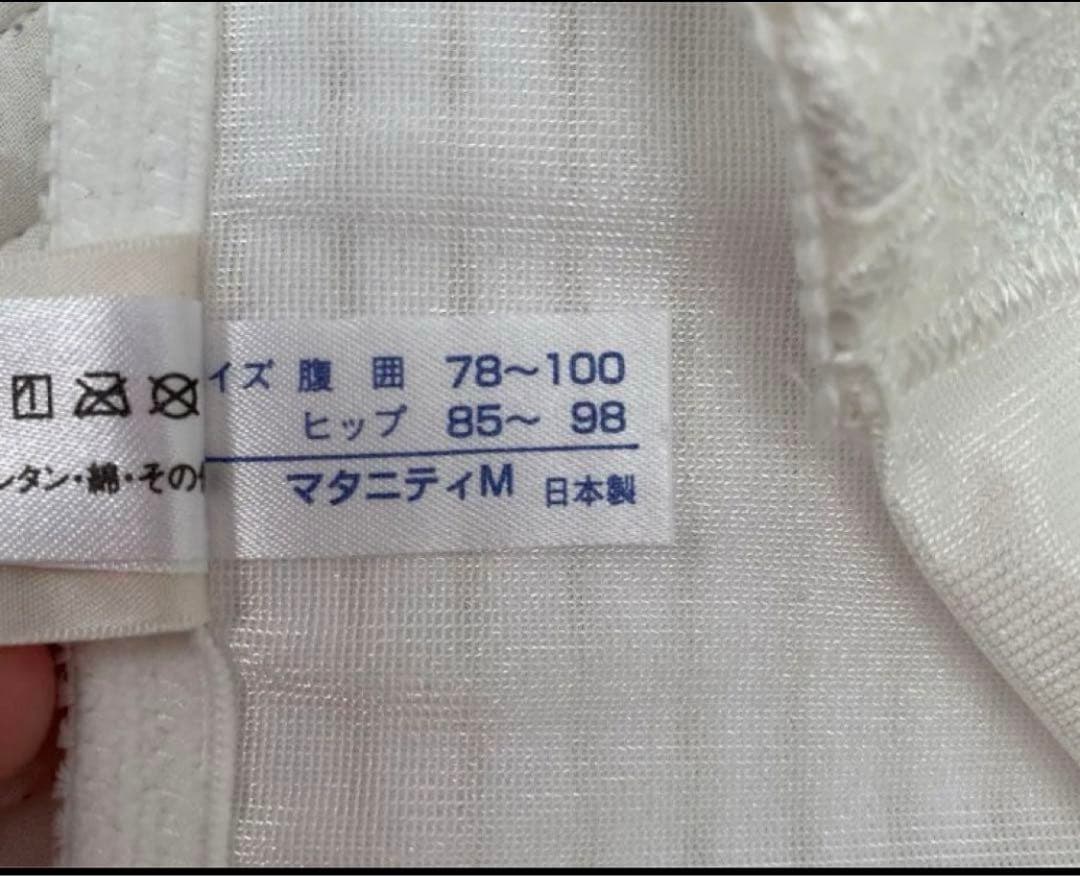 イズ 腹 囲 78〜100
ヒップ 85〜 98
マタニティM 日本製
レタン・綿・その